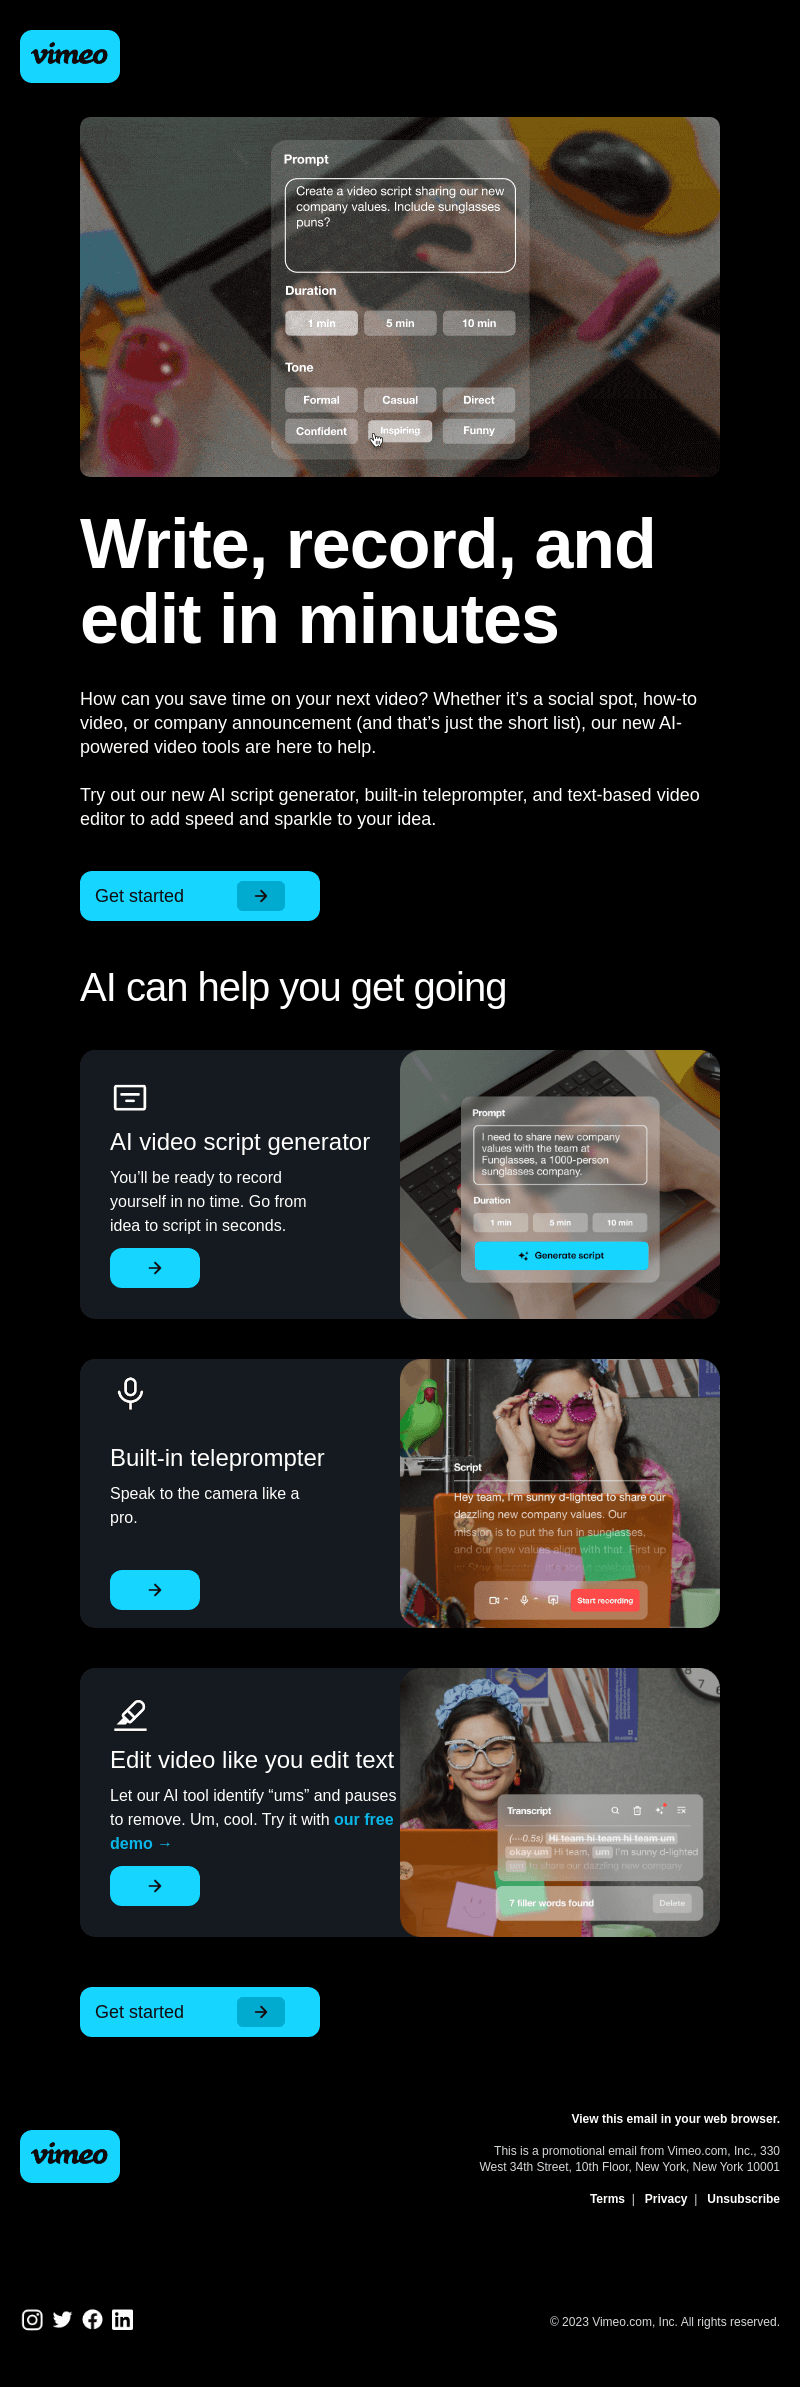 vimeo
Prompt
Create a video script sharing our new
company values. Include sunglasses
puns?
Duration
1 min 5 min 10 min
Tone
Formal Casual Direct
Confident Inspiring Funny
Write, record, and
edit in minutes
How can you save time on your next video? Whether it’s a social spot, how-to
video, or company announcement (and that’s just the short list), our new AI-
powered video tools are here to help.
Try out our new AI script generator, built-in teleprompter, and text-based video
editor to add speed and sparkle to your idea.
Get started →
AI can help you get going
AI video script generator
You’ll be ready to record
yourself in no time. Go from
idea to script in seconds.
→
Prompt
I need to share new company
values with the team at
Funglasses, a 1000-person
sunglasses company.
Duration
1 min 5 min 10 min
Generate script
Built-in teleprompter
Speak to the camera like a
pro.
→
Script
Hey team, I’m sunny d-lighted to share our
dazzling new company values. Our
mission is to put the fun in sunglasses,
and our new values align with that. First up
Start recording
Edit video like you edit text
Let our AI tool identify “ums” and pauses
to remove. Um, cool. Try it with our free
demo →
→
Transcript
(····0.5s) Hi team hi team hi team um
okay um Hi team, um I’m sunny d-lighted
um to share our dazzling new company
7 filler words found Delete
Get started →
vimeo
View this email in your web browser.
This is a promotional email from Vimeo.com, Inc., 330
West 34th Street, 10th Floor, New York, New York 10001
Terms | Privacy | Unsubscribe
© 2023 Vimeo.com, Inc. All rights reserved.